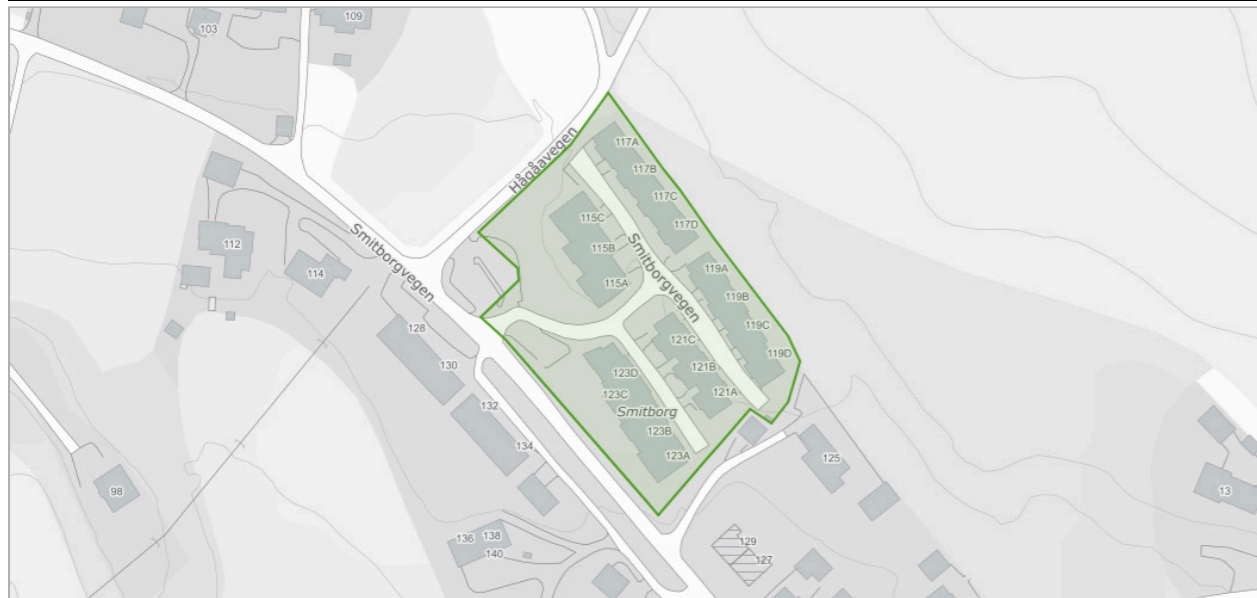 109
103
117A
Hågåavegen
117B
117C
115C
117D
112
Smitborgvegen
115B
Smitborgvegen
114
119A
115A
119B
128
119C
121C
119D
130
121B
123D
121A
123C
132
Smitborg
123B
134
123A
125
98
13
136
138
129
140
127